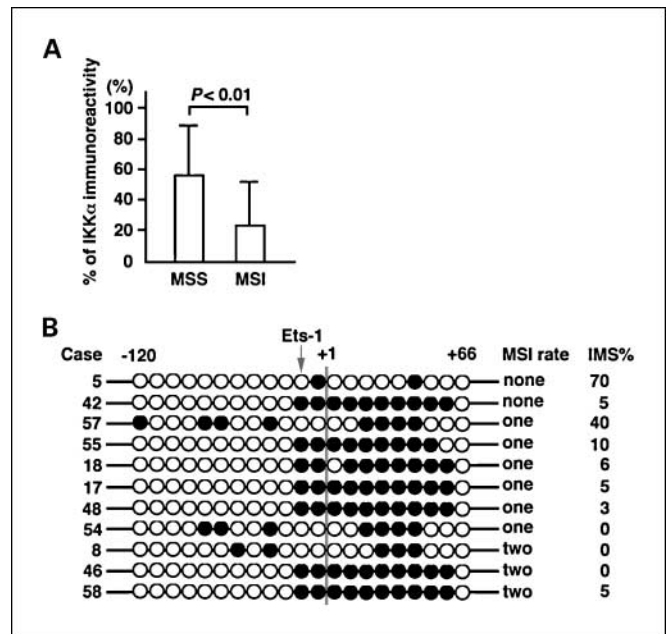 A
(%)
P < 0.01
100
80
60
40
20
0
% of IKKα immunoreactivity
MSS MSI
B
Ets-1
Case -120 +1 +66 MSI rate IMS%
5 none 70
42 none 5
57 one 40
55 one 10
18 one 6
17 one 5
48 one 3
54 one 0
8 two 0
46 two 0
58 two 5